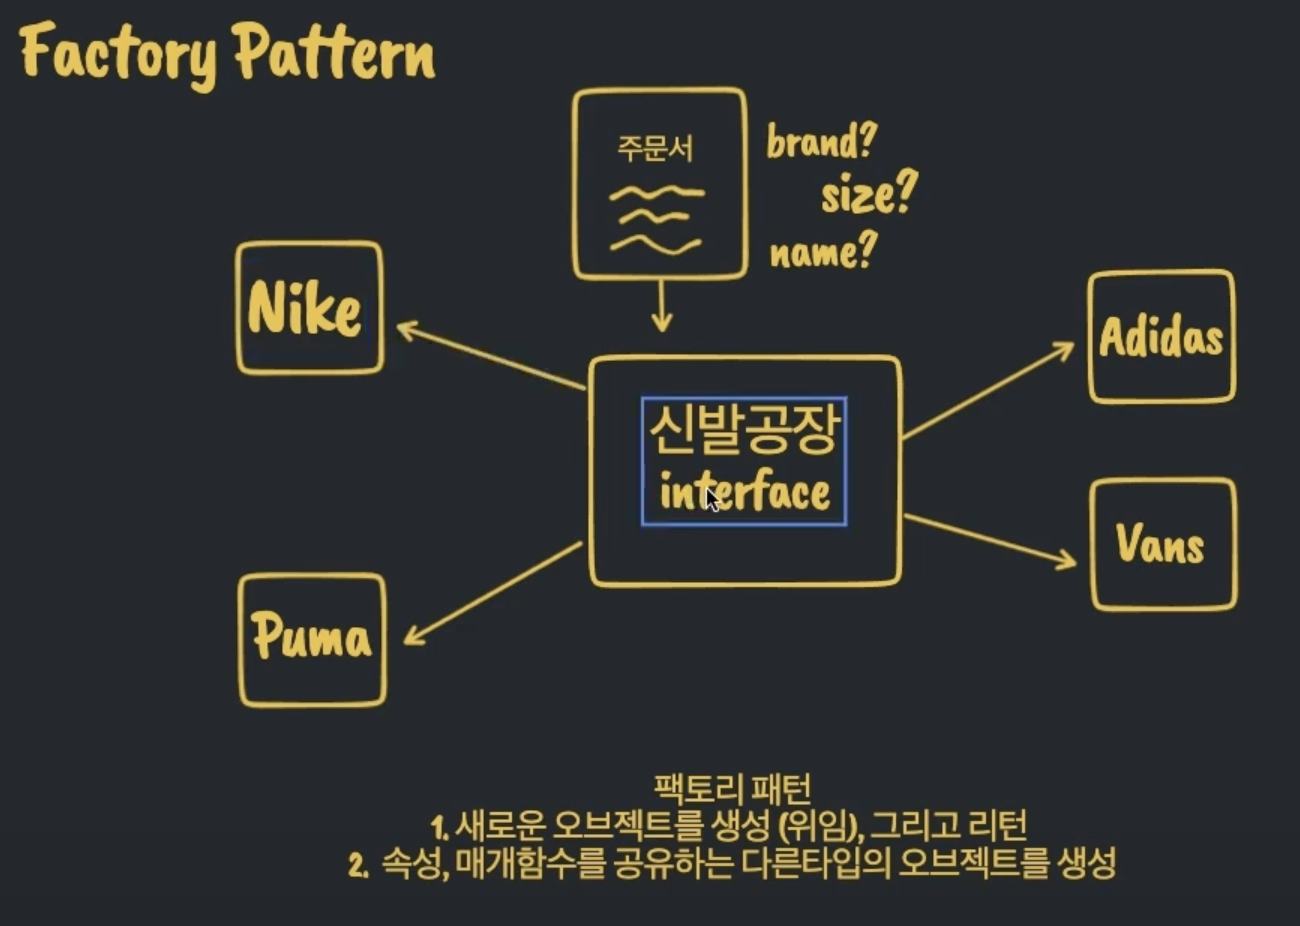 Factory Pattern
주문서
brand?
size?
name?
Nike
Adidas
신발공장
interface
Vans
Puma
팩토리 패턴
1. 새로운 오브젝트를 생성 (위임), 그리고 리턴
2. 속성, 매개함수를 공유하는 다른타입의 오브젝트를 생성